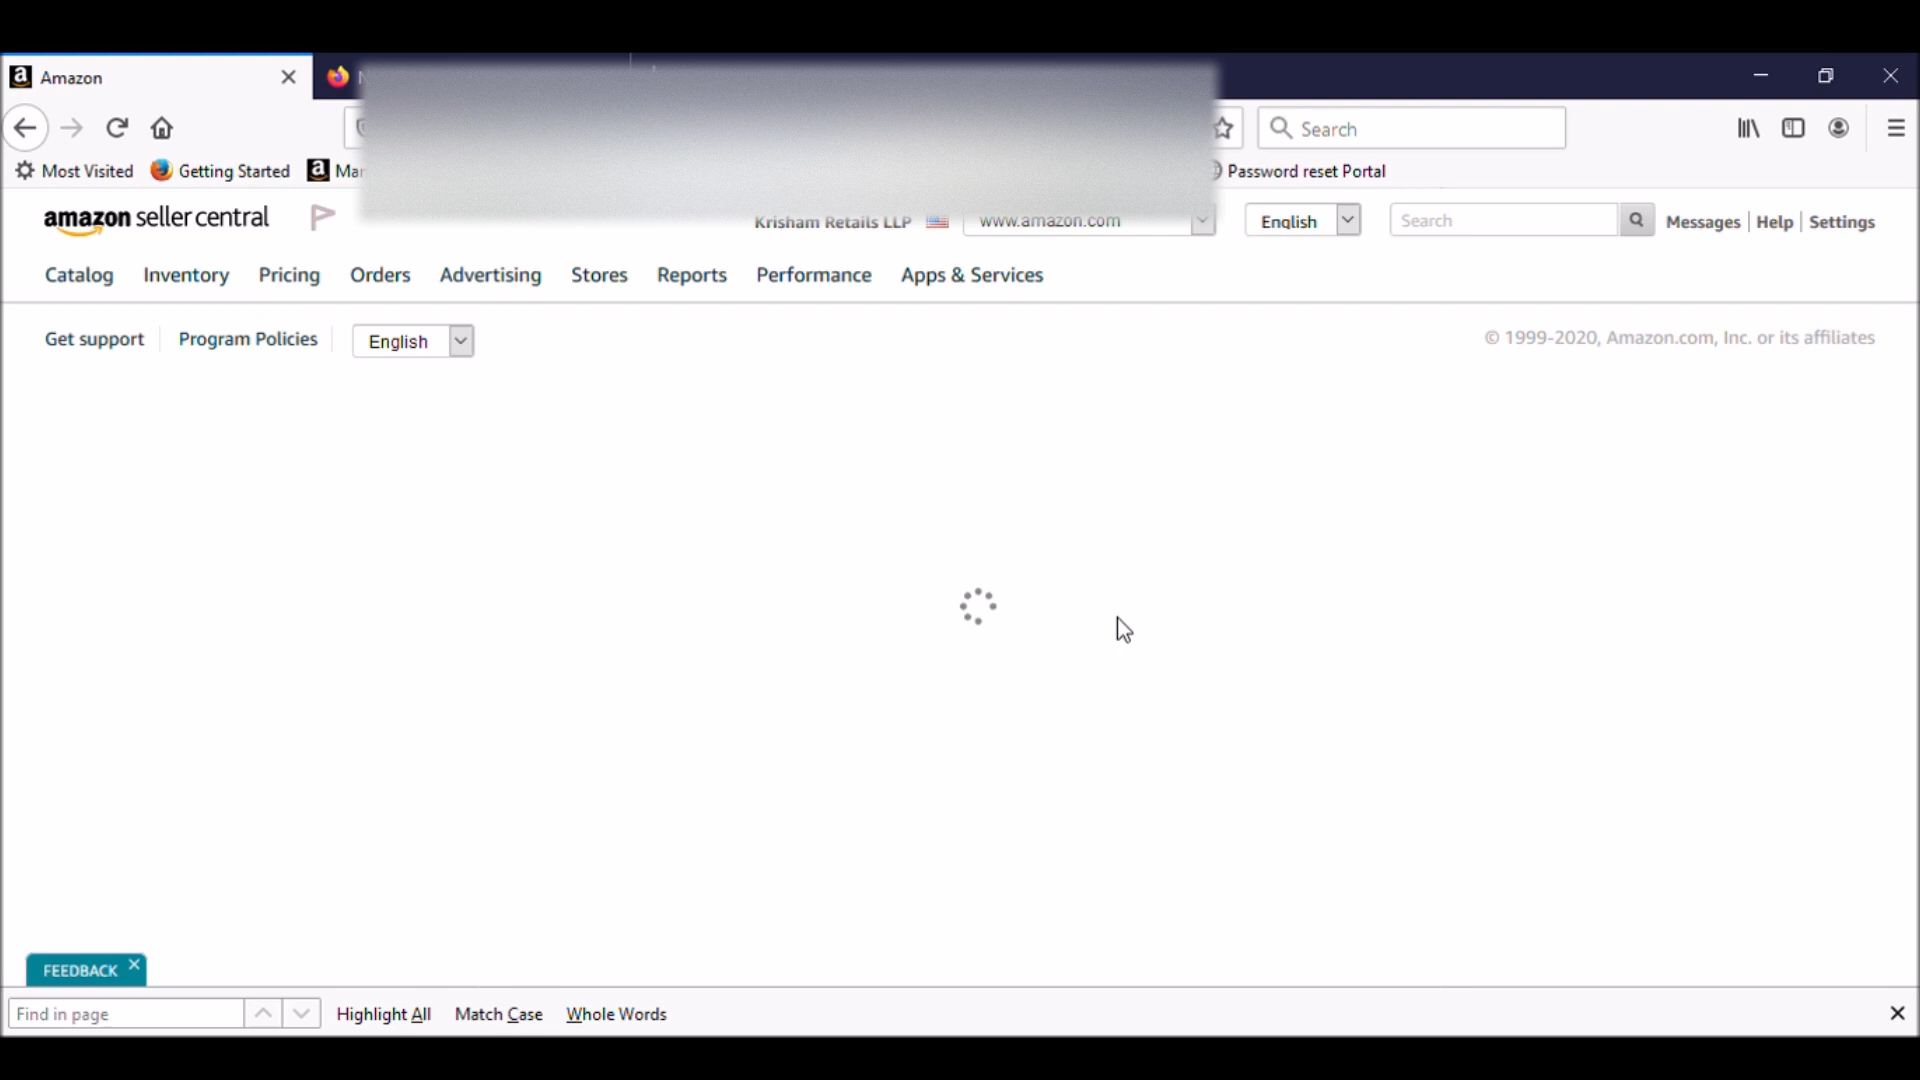 Amazon
Search
Most Visited Getting Started Password reset Portal
amazon seller central Krisham Retails LLP www.amazon.com English Search Messages Help Settings
Catalog Inventory Pricing Orders Advertising Stores Reports Performance Apps & Services
Get support Program Policies English © 1999-2020, Amazon.com, Inc. or its affiliates
FEEDBACK
Find in page Highlight All Match Case Whole Words